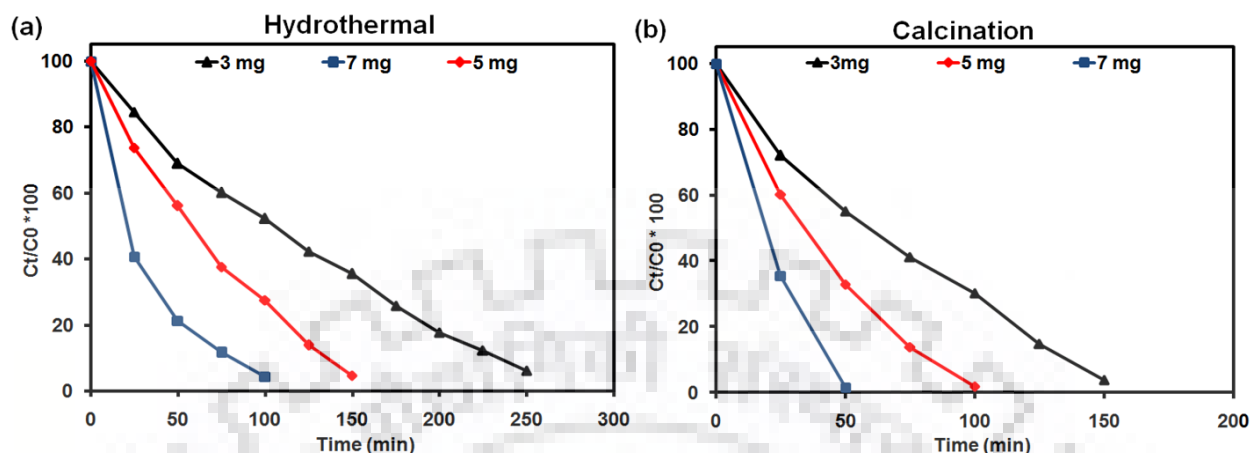 (a) Hydrothermal
3 mg 7 mg 5 mg
100
80
60
40
20
0
Ct/C0 *100
0 50 100 150 200 250 300
Time (min)
(b) Calcination
3mg 5 mg 7 mg
100
80
60
40
20
0
Ct/C0 * 100
0 50 100 150 200
Time (min)